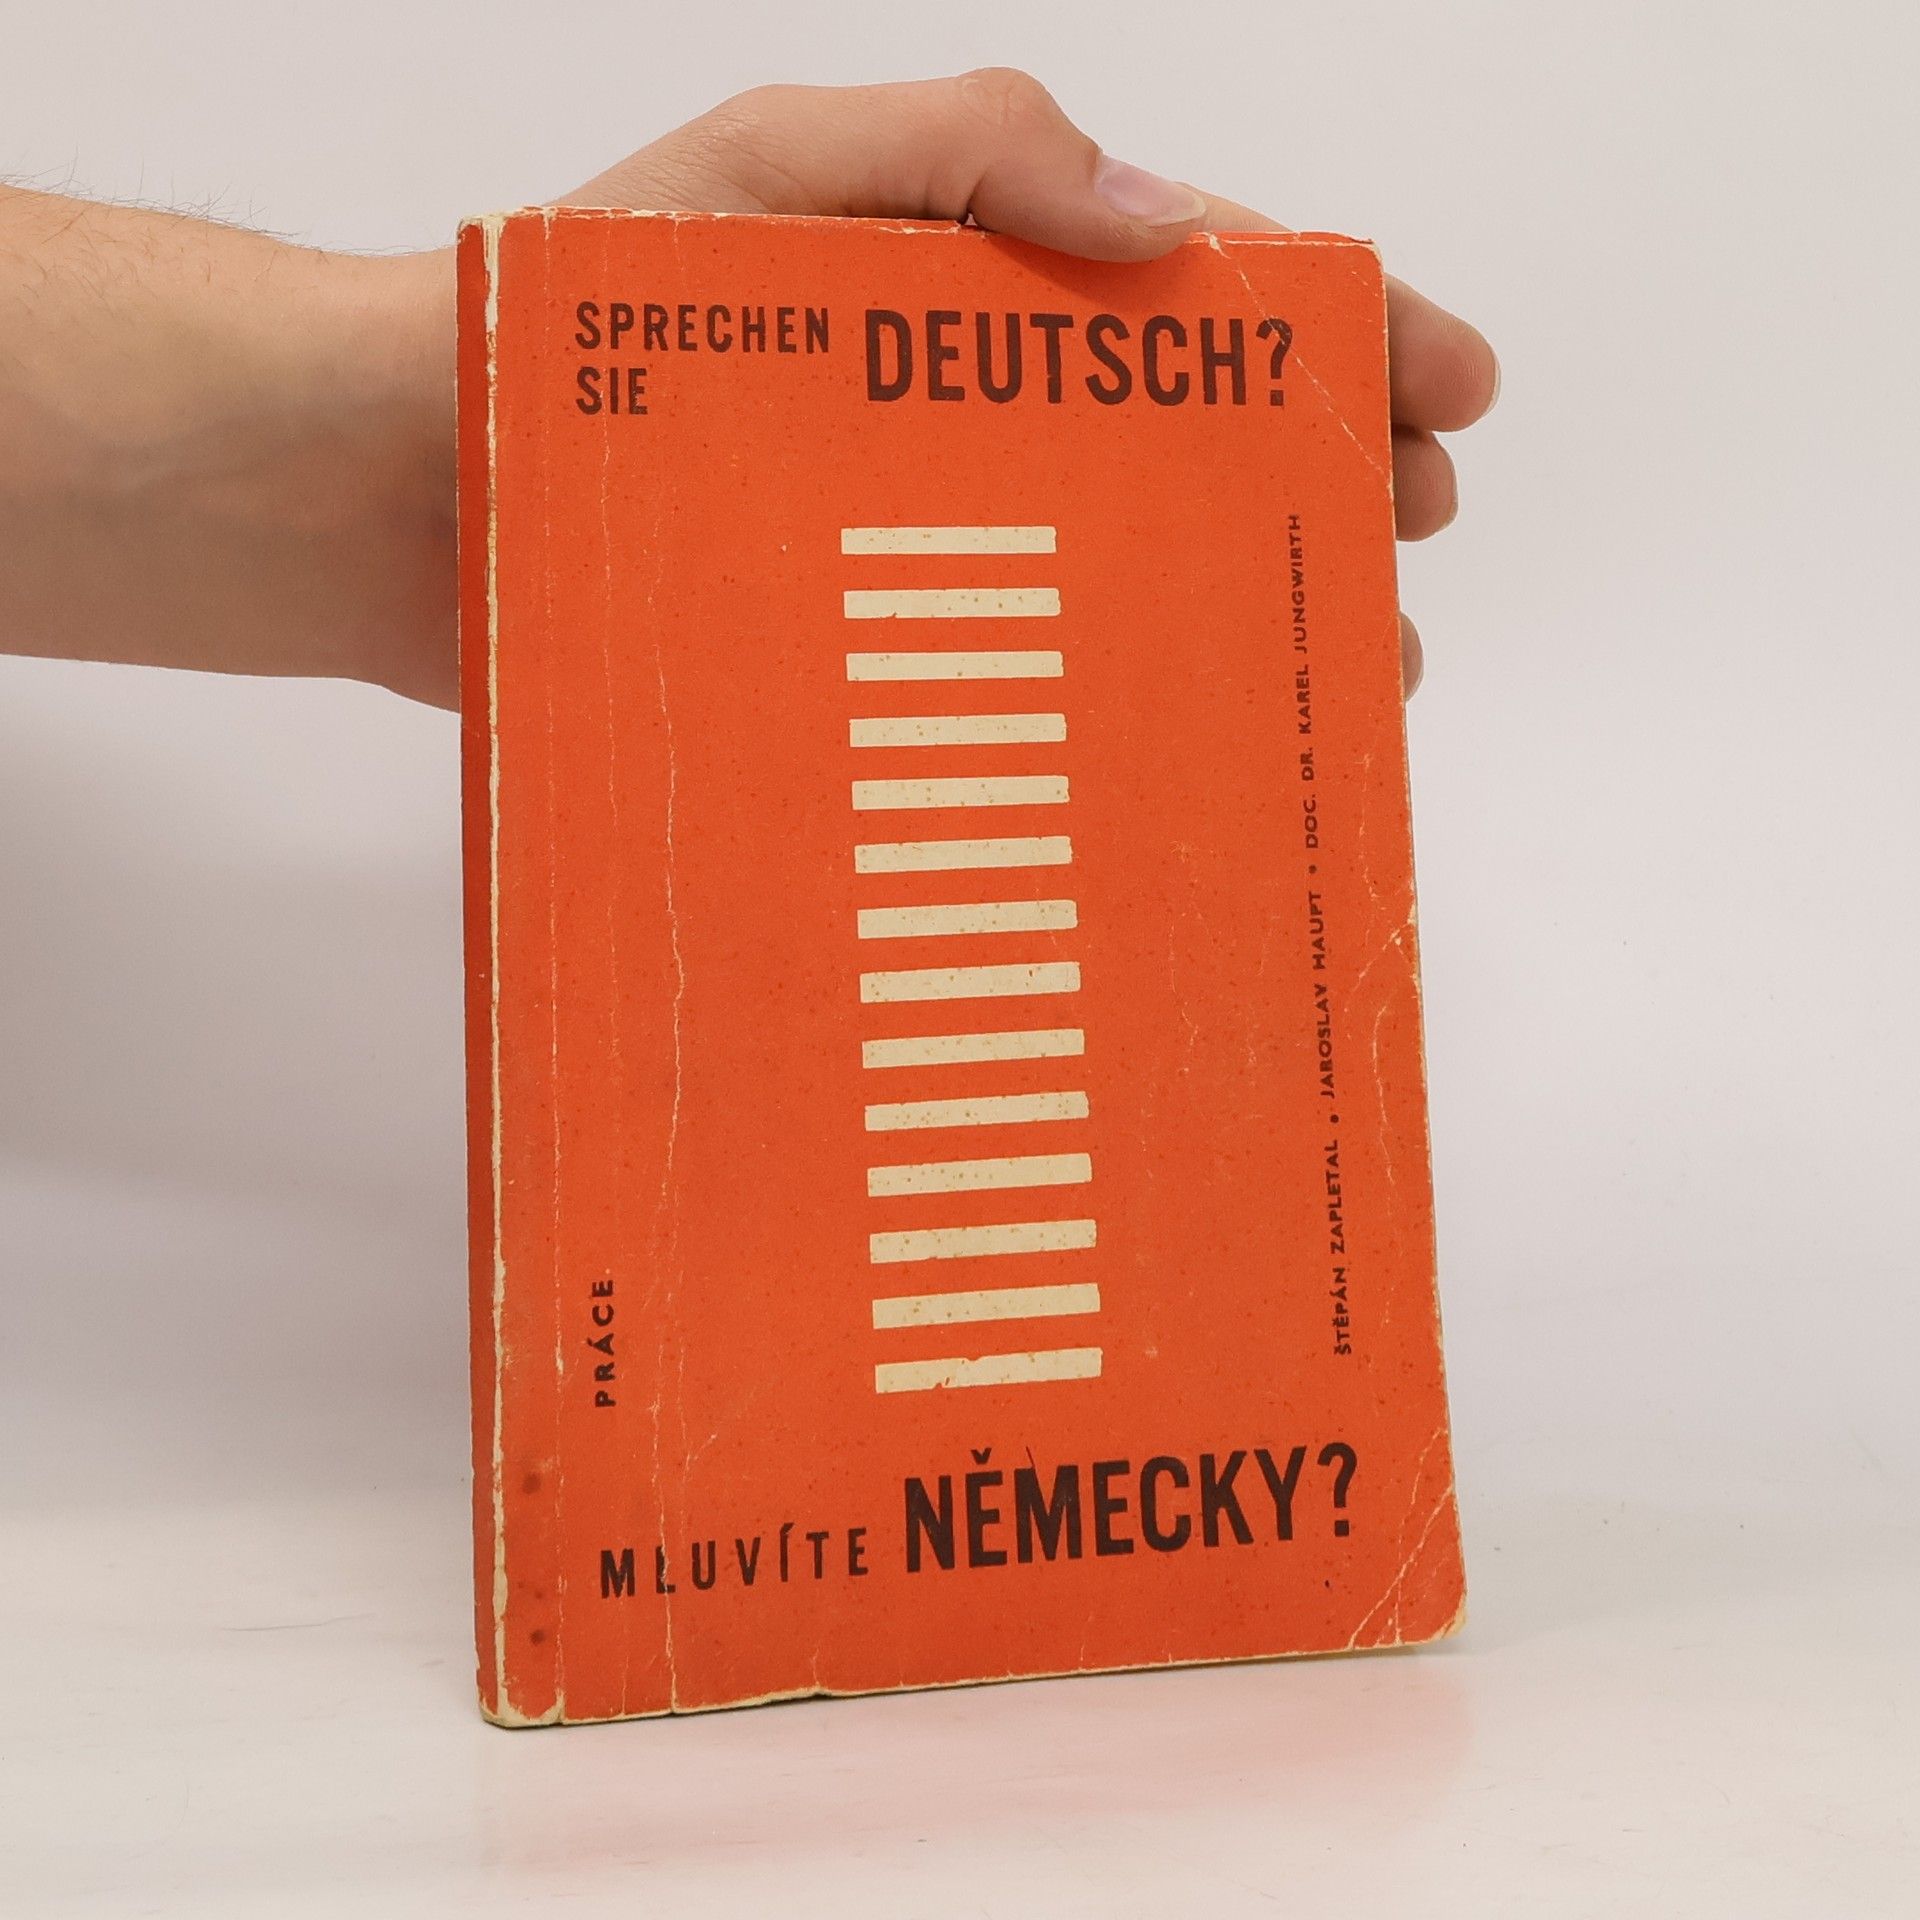 SPRECHEN
SIE
DEUTSCH?
ŠTĚPÁN ZAPLETAL • JAROSLAV HAUPT • DOC. DR. KAREL JUNGWIRTH
PRÁCE
MLUVÍTE NĚMECKY?